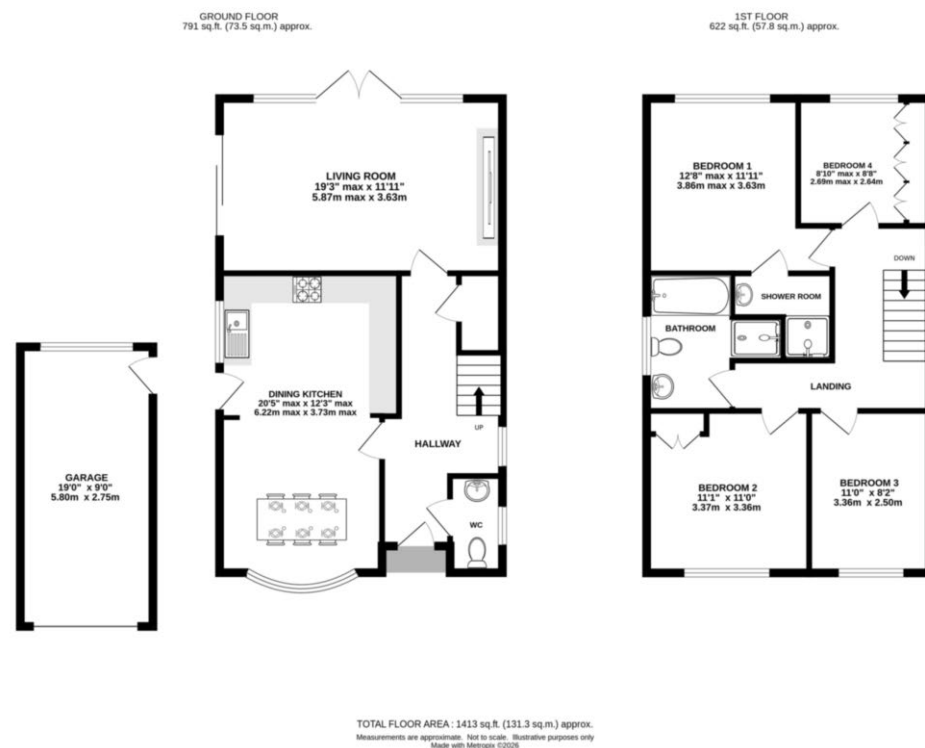 GROUND FLOOR
791 sq.ft. (73.5 sq.m.) approx.
1ST FLOOR
622 sq.ft. (57.8 sq.m.) approx.
LIVING ROOM
19'3" max x 11'11"
5.87m max x 3.63m
DINING KITCHEN
20'5" max x 12'3" max
6.22m max x 3.73m max
UP
HALLWAY
WC
GARAGE
19'0" x 9'0"
5.80m x 2.75m
BEDROOM 1
12'8" max x 11'11"
3.86m max x 3.63m
BEDROOM 4
8'10" max x 8'8"
2.69m max x 2.64m
DOWN
SHOWER ROOM
BATHROOM
LANDING
BEDROOM 2
11'1" x 11'0"
3.37m x 3.36m
BEDROOM 3
11'0" x 8'2"
3.36m x 2.50m
TOTAL FLOOR AREA : 1413 sq.ft. (131.3 sq.m.) approx.
Measurements are approximate. Not to scale. Illustrative purposes only
Made with Metropix ©2026